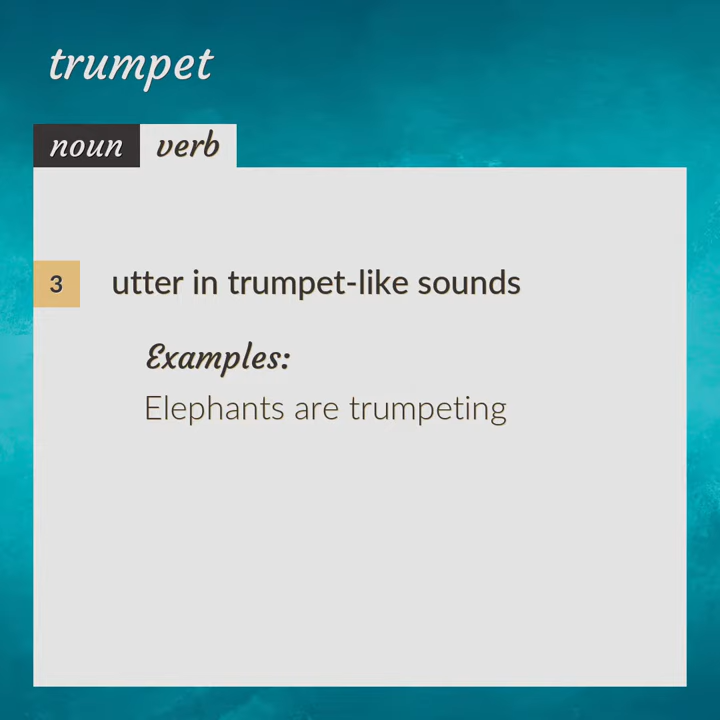 trumpet
noun verb
3 utter in trumpet-like sounds
Examples:
Elephants are trumpeting